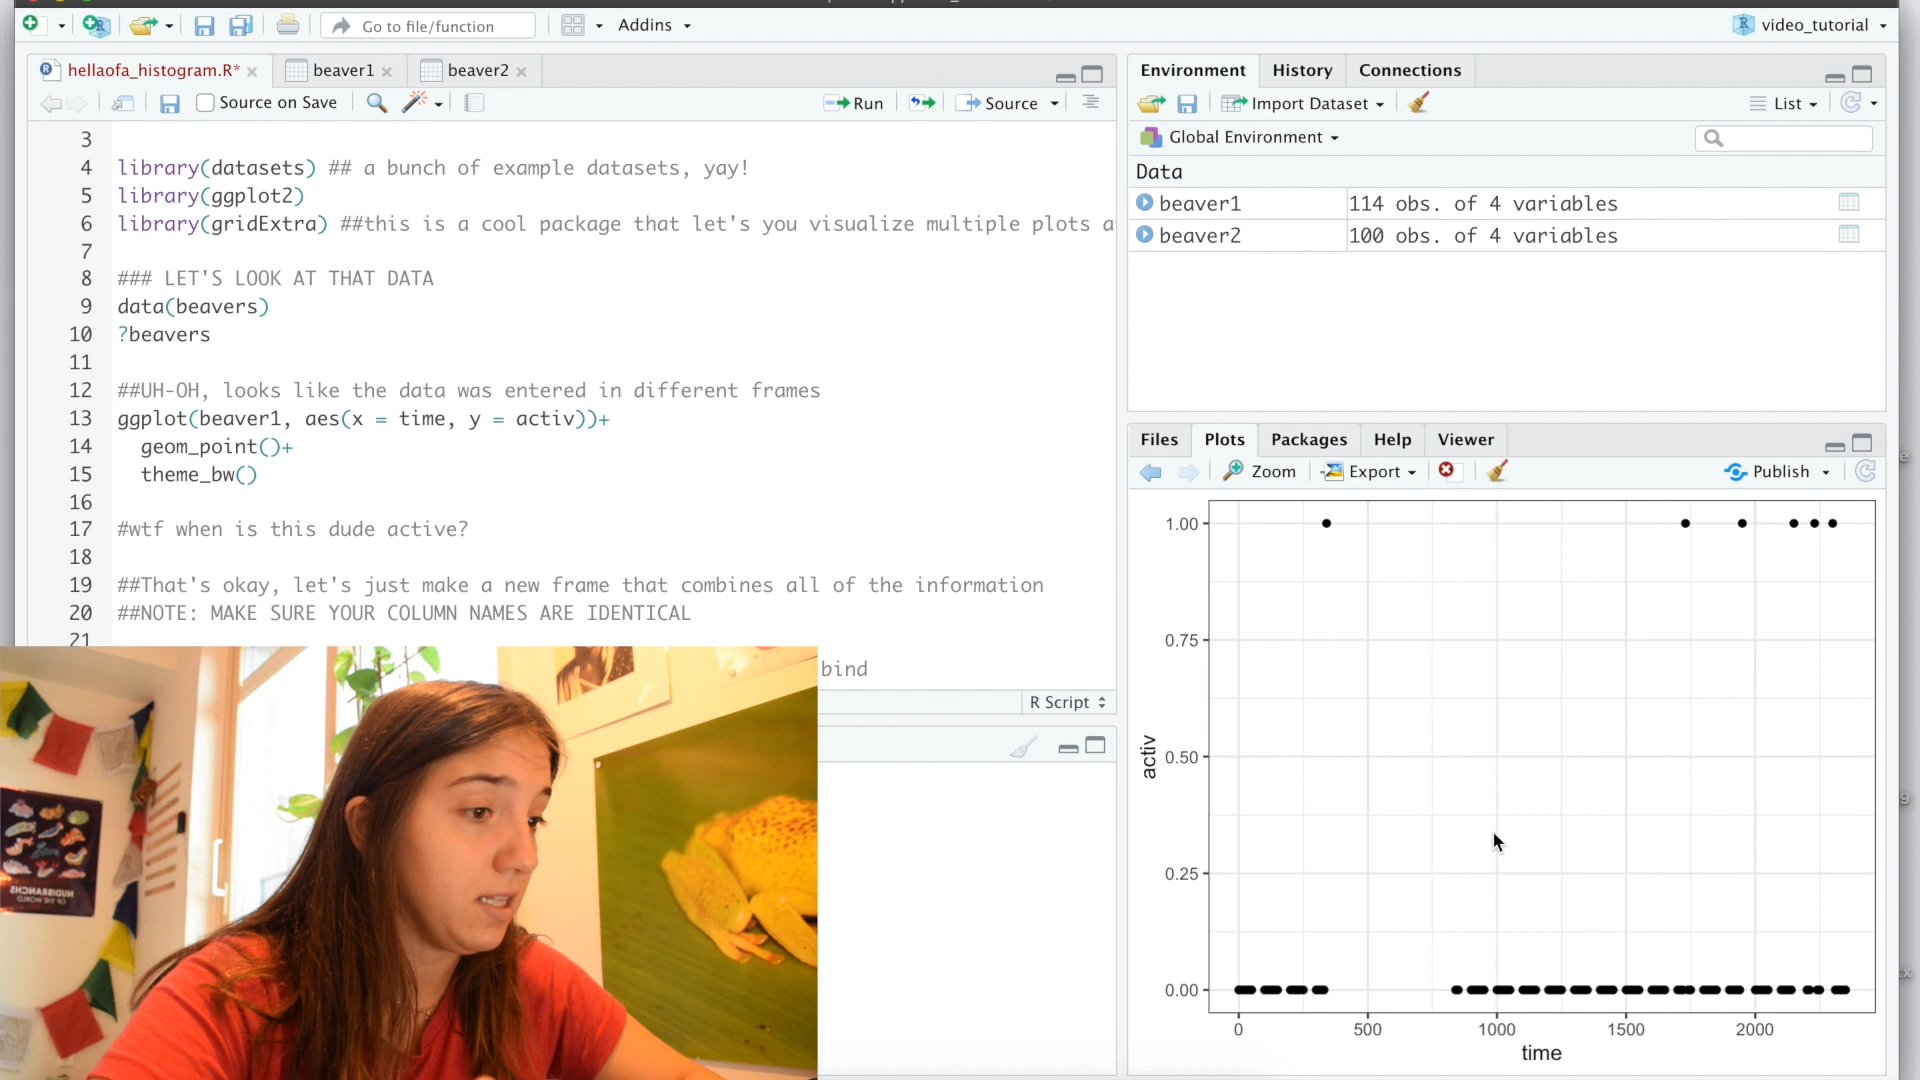 Go to file/function
Addins
video_tutorial
hellaofa_histogram.R*
beaver1
beaver2
Source on Save
Run
Source
3
4 library(datasets) ## a bunch of example datasets, yay!
5 library(ggplot2)
6 library(gridExtra) ##this is a cool package that let's you visualize multiple plots a
7
8 ### LET'S LOOK AT THAT DATA
9 data(beavers)
10 ?beavers
11
12 ##UH-OH, looks like the data was entered in different frames
13 ggplot(beaver1, aes(x = time, y = activ))+
14 geom_point()+
15 theme_bw()
16
17 #wtf when is this dude active?
18
19 ##That's okay, let's just make a new frame that combines all of the information
20 ##NOTE: MAKE SURE YOUR COLUMN NAMES ARE IDENTICAL
21
bind
R Script
Environment
History
Connections
Import Dataset
List
Global Environment
Data
beaver1 114 obs. of 4 variables
beaver2 100 obs. of 4 variables
Files
Plots
Packages
Help
Viewer
Zoom
Export
Publish
1.00
0.75
0.50
0.25
0.00
activ
0 500 1000 1500 2000
time
NUDIBRANCHS
OF THE WORLD